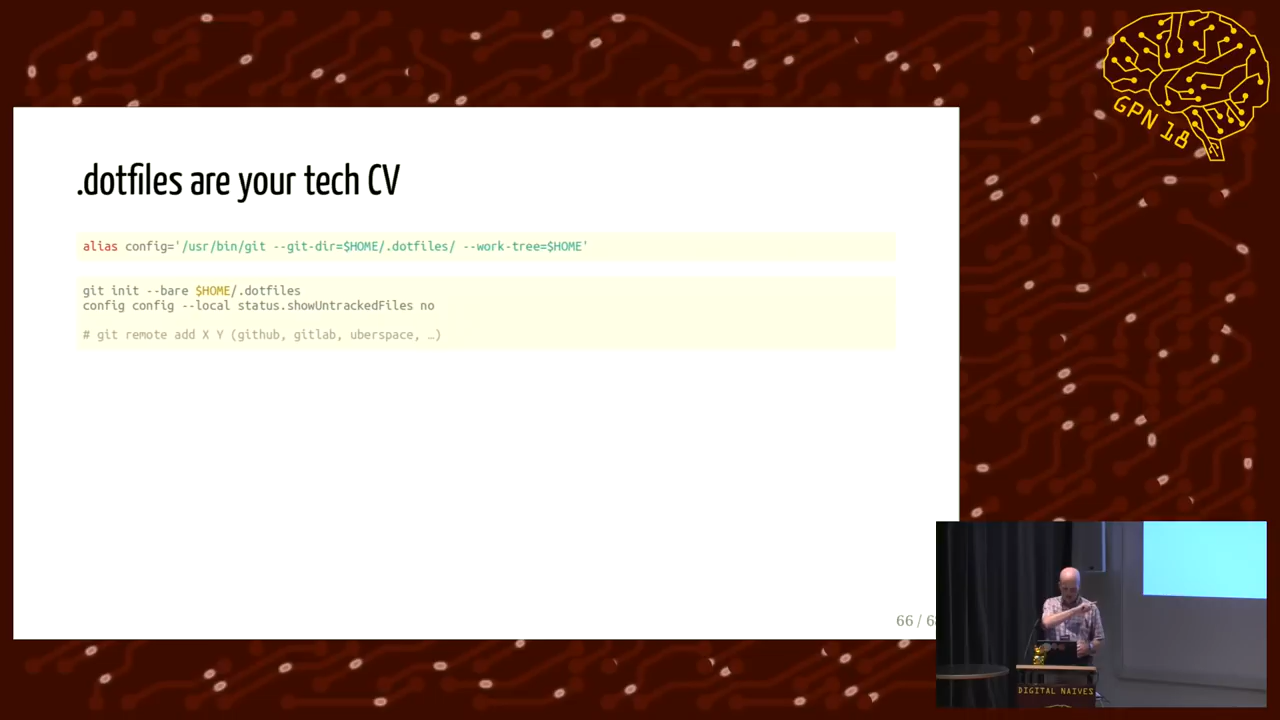 GPN 18
.dotfiles are your tech CV
alias config='/usr/bin/git --git-dir=$HOME/.dotfiles/ --work-tree=$HOME'
git init --bare $HOME/.dotfiles
config config --local status.showUntrackedFiles no
# git remote add X Y (github, gitlab, uberspace, …)
66 / 6
DIGITAL NAIVES